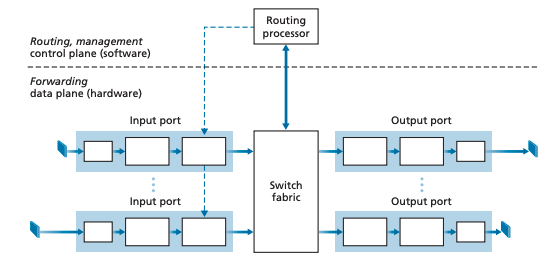 Routing
processor
Routing, management
control plane (software)
Forwarding
data plane (hardware)
Input port
Output port
Switch
fabric
Input port
Output port